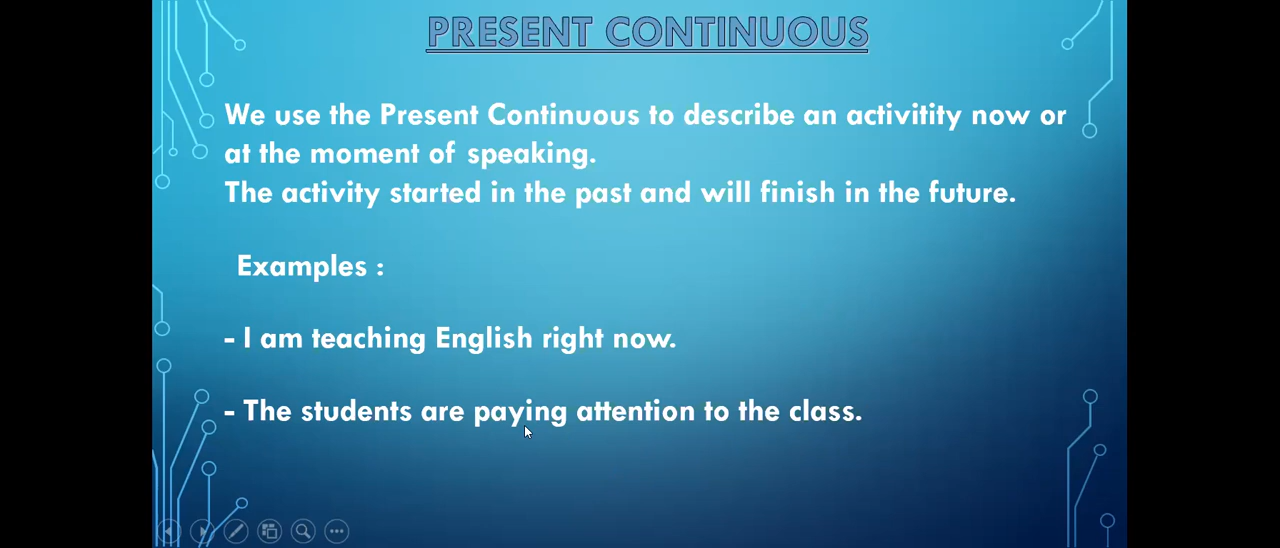 PRESENT CONTINUOUS
We use the Present Continuous to describe an activitity now or
at the moment of speaking.
The activity started in the past and will finish in the future.
Examples :
- I am teaching English right now.
- The students are paying attention to the class.